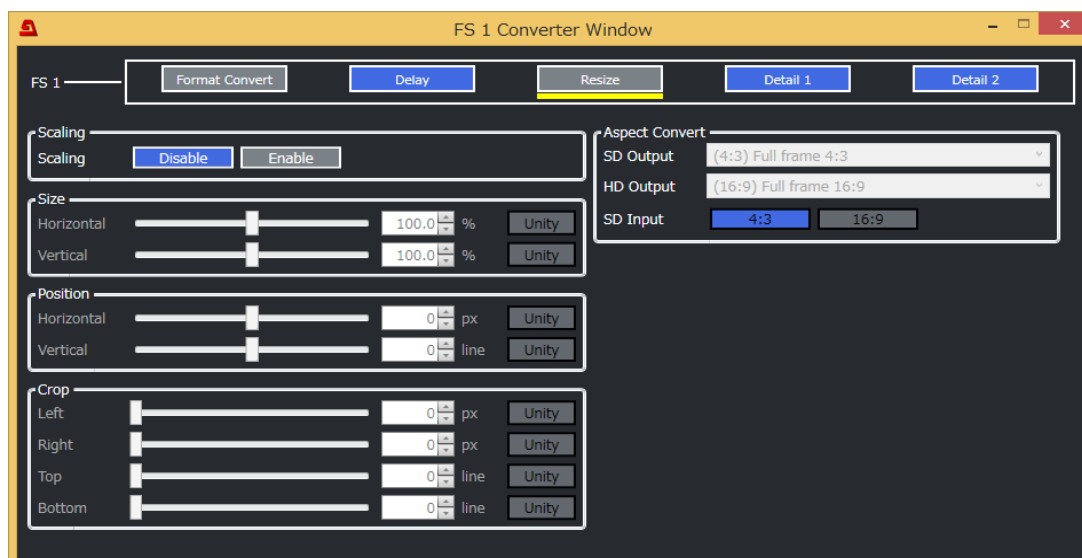 FS 1 Converter Window
FS 1 Format Convert Delay Resize Detail 1 Detail 2
Scaling
Scaling Disable Enable
Size
Horizontal 100.0 % Unity
Vertical 100.0 % Unity
Position
Horizontal 0 px Unity
Vertical 0 line Unity
Crop
Left 0 px Unity
Right 0 px Unity
Top 0 line Unity
Bottom 0 line Unity
Aspect Convert
SD Output (4:3) Full frame 4:3
HD Output (16:9) Full frame 16:9
SD Input 4:3 16:9